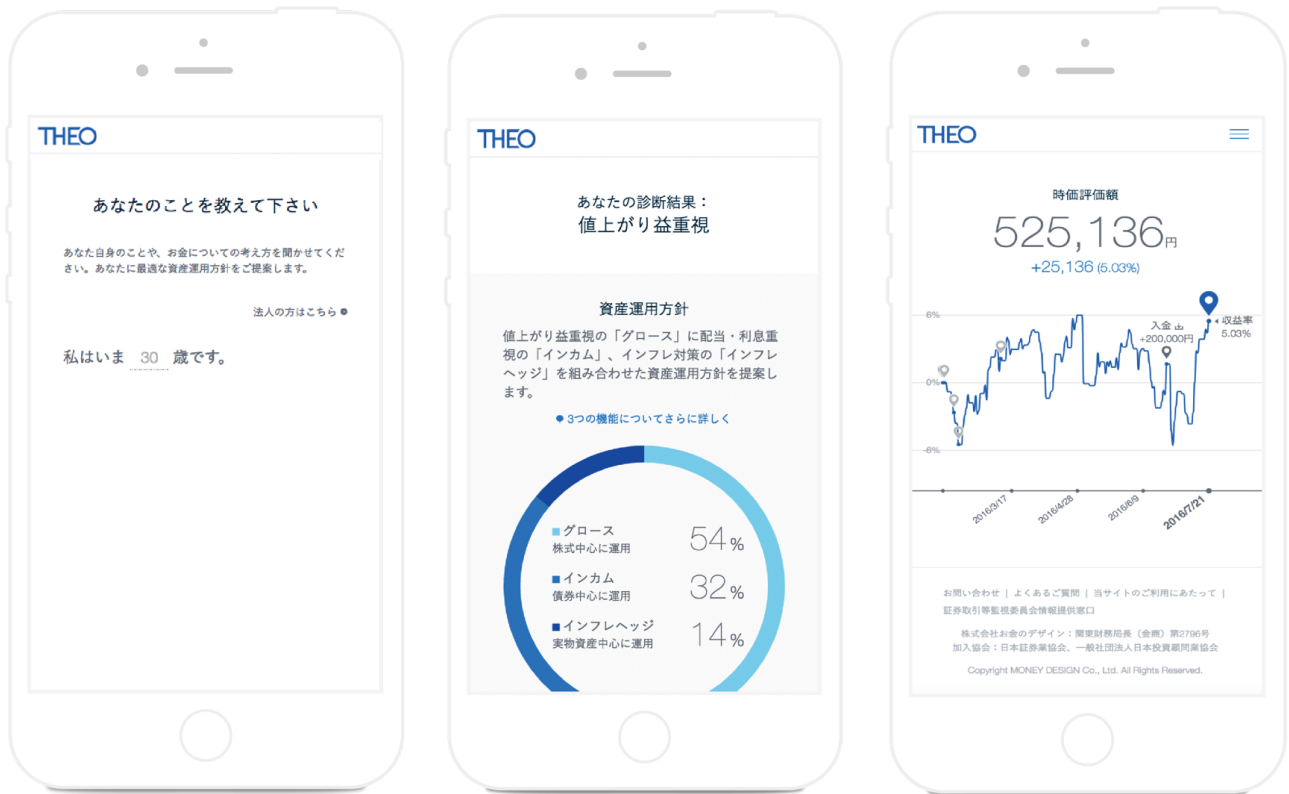 THEO
あなたのことを教えて下さい
あなた自身のことや、お金についての考え方を聞かせてくだ
さい。あなたに最適な資産運用方針をご提案します。
法人の方はこちら
私はいま 30 歳です。
THEO
あなたの診断結果：
値上がり益重視
資産運用方針
値上がり益重視の「グロース」に配当・利息重
視の「インカム」、インフレ対策の「インフレ
ヘッジ」を組み合わせた資産運用方針を提案し
ます。
3つの機能についてさらに詳しく
グロース
株式中心に運用
54%
インカム
債券中心に運用
32%
インフレヘッジ
実物資産中心に運用
14%
THEO
時価評価額
525,136円
+25,136 (5.03%)
6%
0%
-6%
入金
+200,000円
収益率
5.03%
2016/3/17
2016/4/28
2016/6/9
2016/7/21
お問い合わせ | よくあるご質問 | 当サイトのご利用にあたって |
証券取引等監視委員会情報提供窓口
株式会社お金のデザイン：関東財務局長（金商）第2796号
加入協会：日本証券業協会、一般社団法人日本投資顧問業協会
Copyright MONEY DESIGN Co., Ltd. All Rights Reserved.